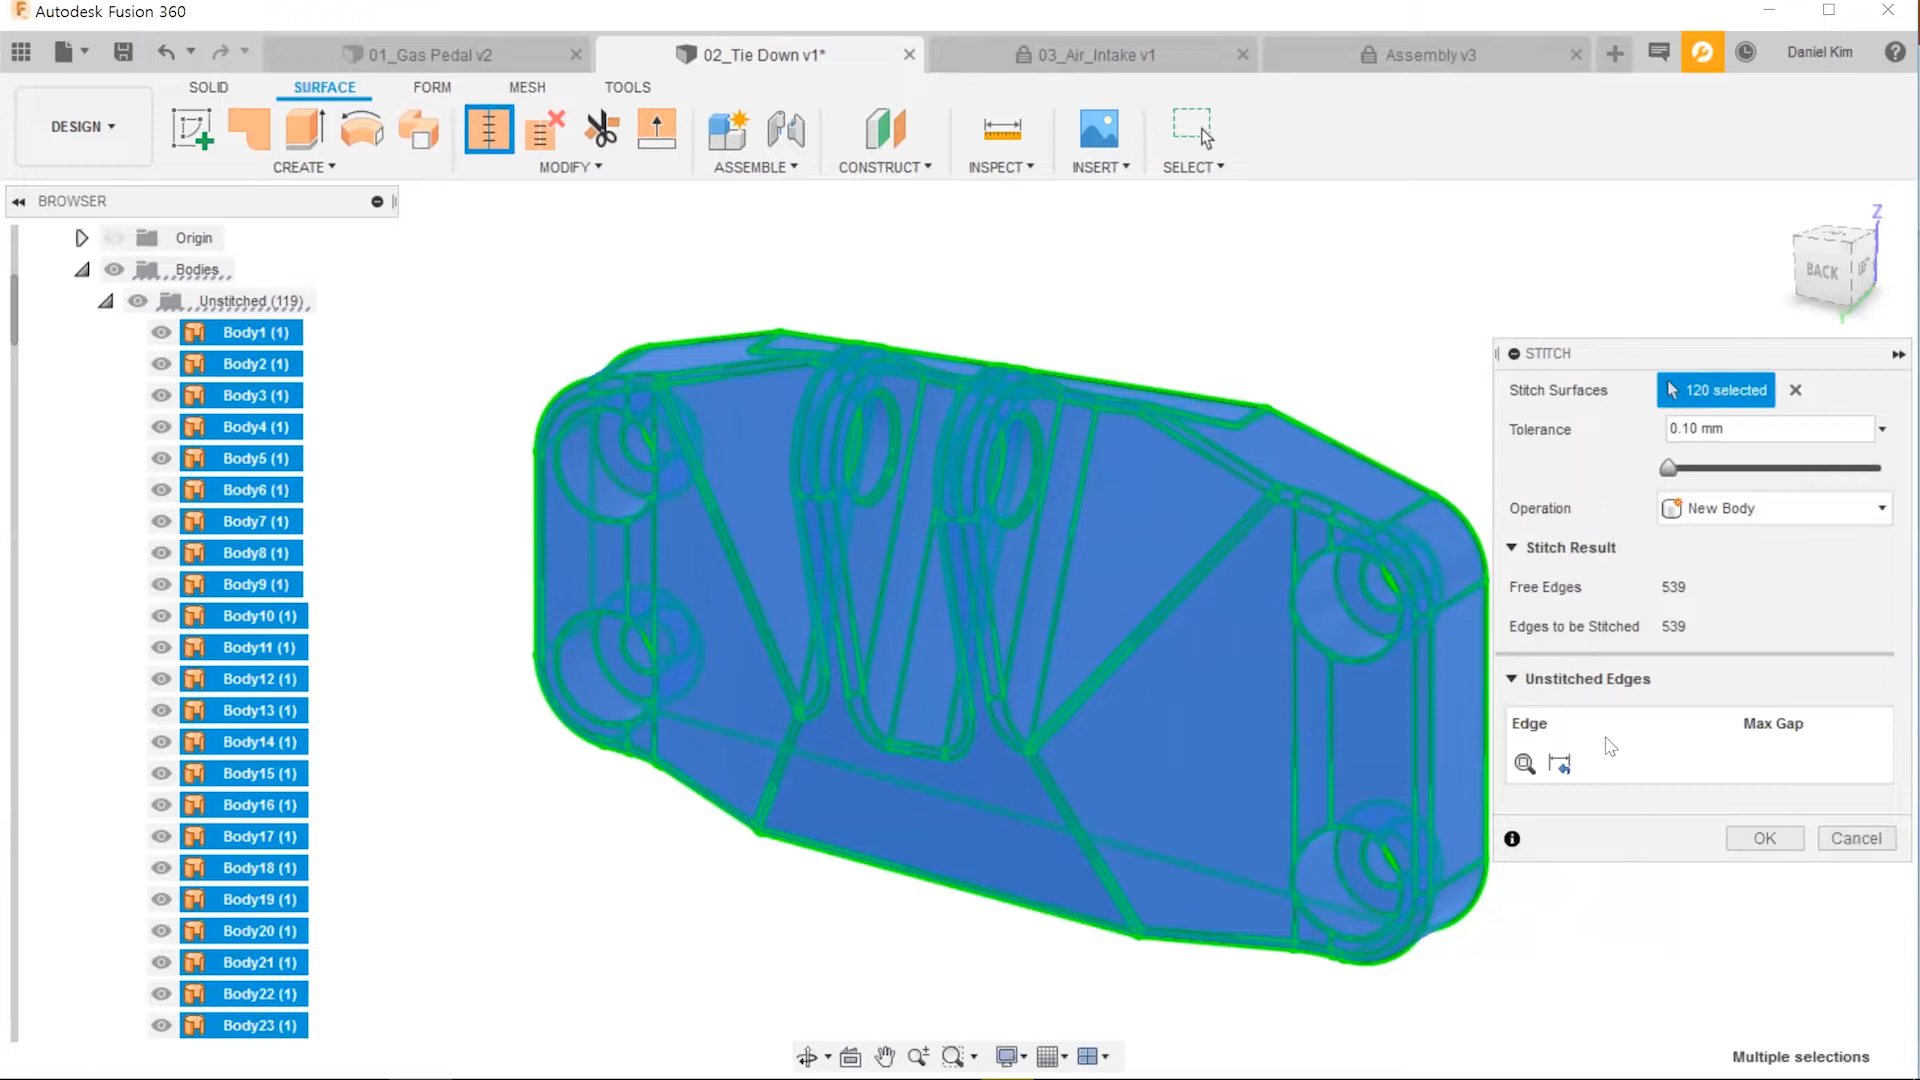 Autodesk Fusion 360
01_Gas Pedal v2
02_Tie Down v1*
03_Air_Intake v1
Assembly v3
Daniel Kim
SOLID
SURFACE
FORM
MESH
TOOLS
DESIGN
CREATE
MODIFY
ASSEMBLE
CONSTRUCT
INSPECT
INSERT
SELECT
BROWSER
Origin
Bodies
Unstitched (119)
Body1 (1)
Body2 (1)
Body3 (1)
Body4 (1)
Body5 (1)
Body6 (1)
Body7 (1)
Body8 (1)
Body9 (1)
Body10 (1)
Body11 (1)
Body12 (1)
Body13 (1)
Body14 (1)
Body15 (1)
Body16 (1)
Body17 (1)
Body18 (1)
Body19 (1)
Body20 (1)
Body21 (1)
Body22 (1)
Body23 (1)
Z
BACK
STITCH
Stitch Surfaces 120 selected
Tolerance 0.10 mm
Operation New Body
Stitch Result
Free Edges 539
Edges to be Stitched 539
Unstitched Edges
Edge Max Gap
OK Cancel
Multiple selections